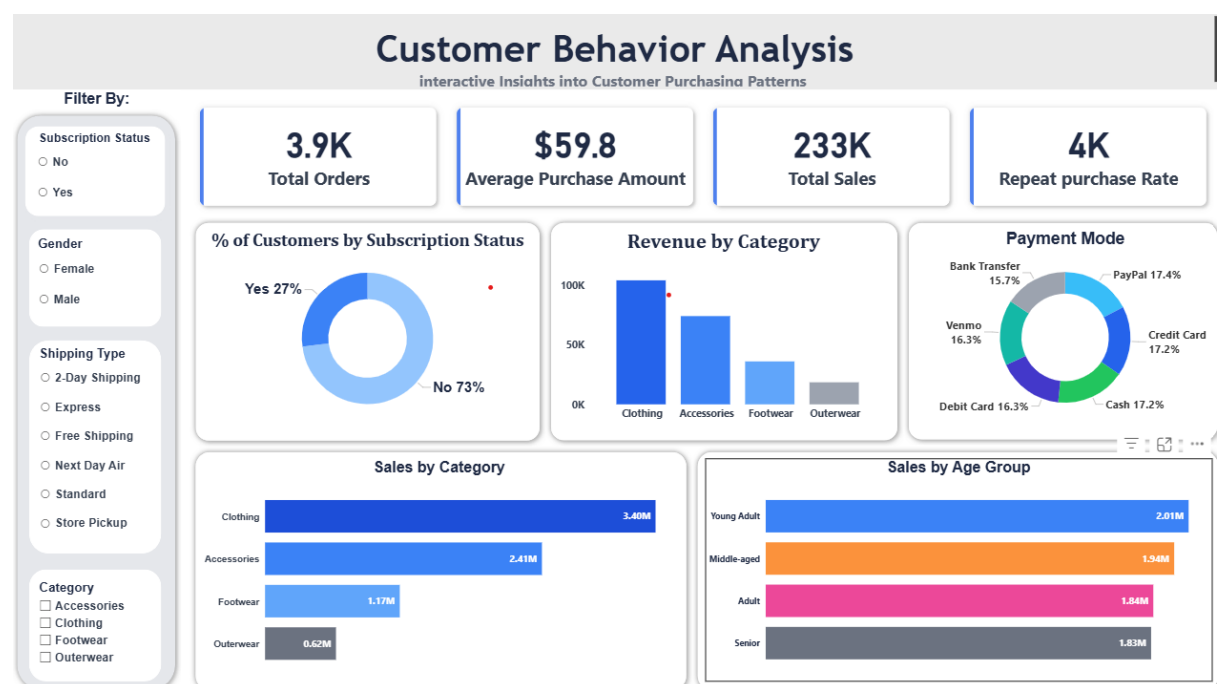 Customer Behavior Analysis
interactive Insights into Customer Purchasing Patterns
Filter By:
Subscription Status
No
Yes
Gender
Female
Male
Shipping Type
2-Day Shipping
Express
Free Shipping
Next Day Air
Standard
Store Pickup
Category
Accessories
Clothing
Footwear
Outerwear
3.9K
Total Orders
$59.8
Average Purchase Amount
233K
Total Sales
4K
Repeat purchase Rate
% of Customers by Subscription Status
Yes 27%
No 73%
Revenue by Category
100K
50K
0K
Clothing
Accessories
Footwear
Outerwear
Payment Mode
Bank Transfer
15.7%
PayPal 17.4%
Venmo
16.3%
Credit Card
17.2%
Debit Card 16.3%
Cash 17.2%
Sales by Category
Clothing
3.40M
Accessories
2.41M
Footwear
1.17M
Outerwear
0.62M
Sales by Age Group
Young Adult
2.01M
Middle-aged
1.94M
Adult
1.84M
Senior
1.83M